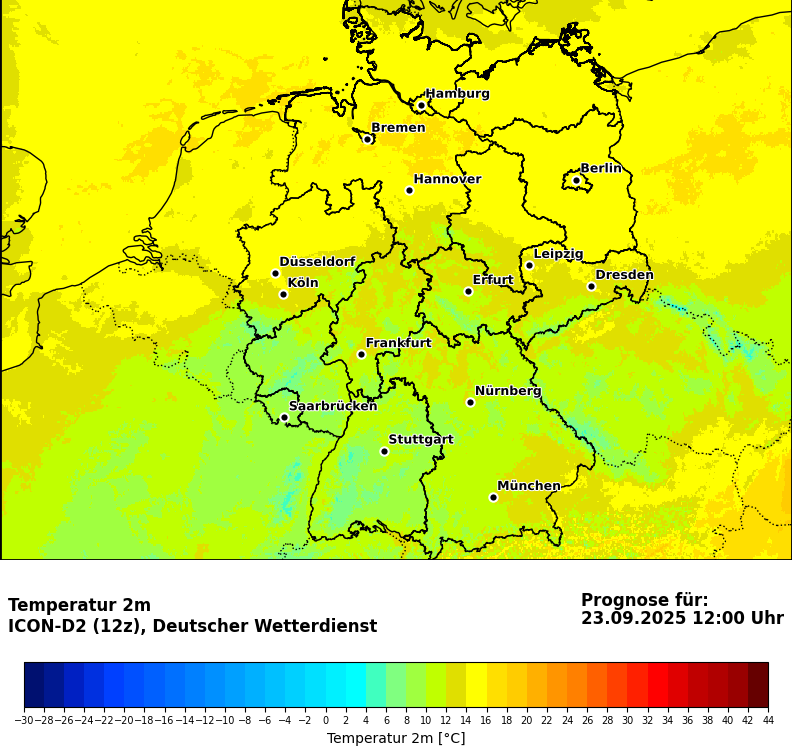 Hamburg
Bremen
Berlin
Hannover
Leipzig
Düsseldorf
Dresden
Köln
Erfurt
Frankfurt
Nürnberg
Saarbrücken
Stuttgart
München
Temperatur 2m
ICON-D2 (12z), Deutscher Wetterdienst
Prognose für:
23.09.2025 12:00 Uhr
−30 −28 −26 −24 −22 −20 −18 −16 −14 −12 −10 −8 −6 −4 −2 0 2 4 6 8 10 12 14 16 18 20 22 24 26 28 30 32 34 36 38 40 42 44
Temperatur 2m [°C]